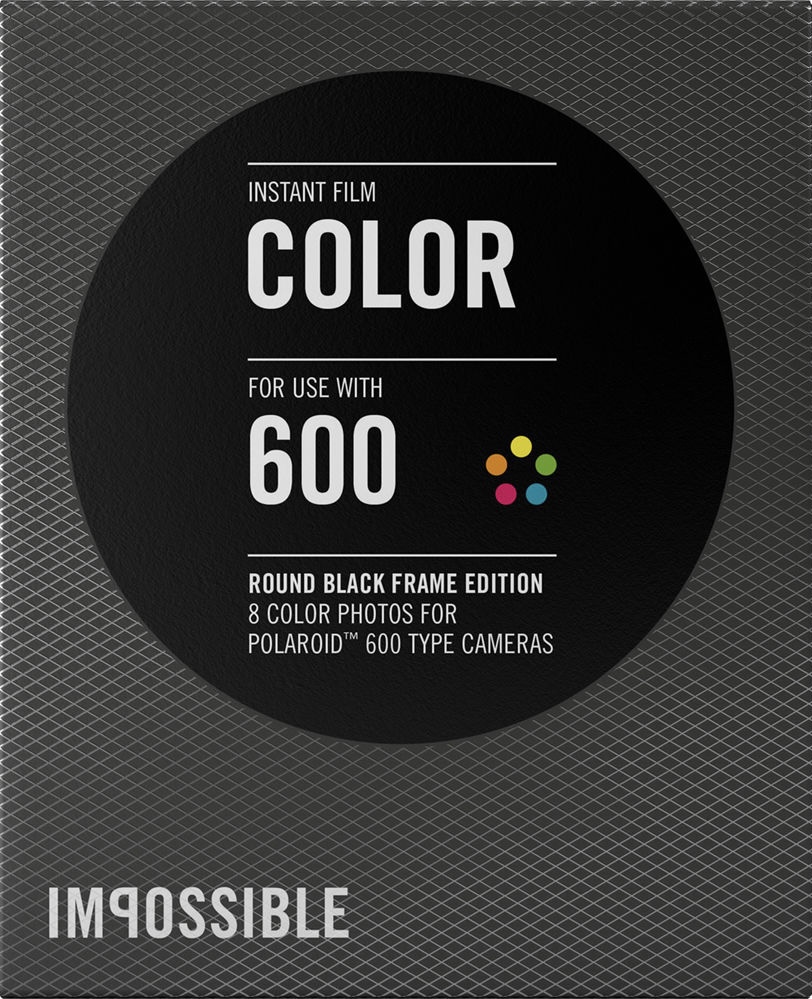 INSTANT FILM
COLOR
FOR USE WITH
600
ROUND BLACK FRAME EDITION
8 COLOR PHOTOS FOR
POLAROID™ 600 TYPE CAMERAS
IMPOSSIBLE